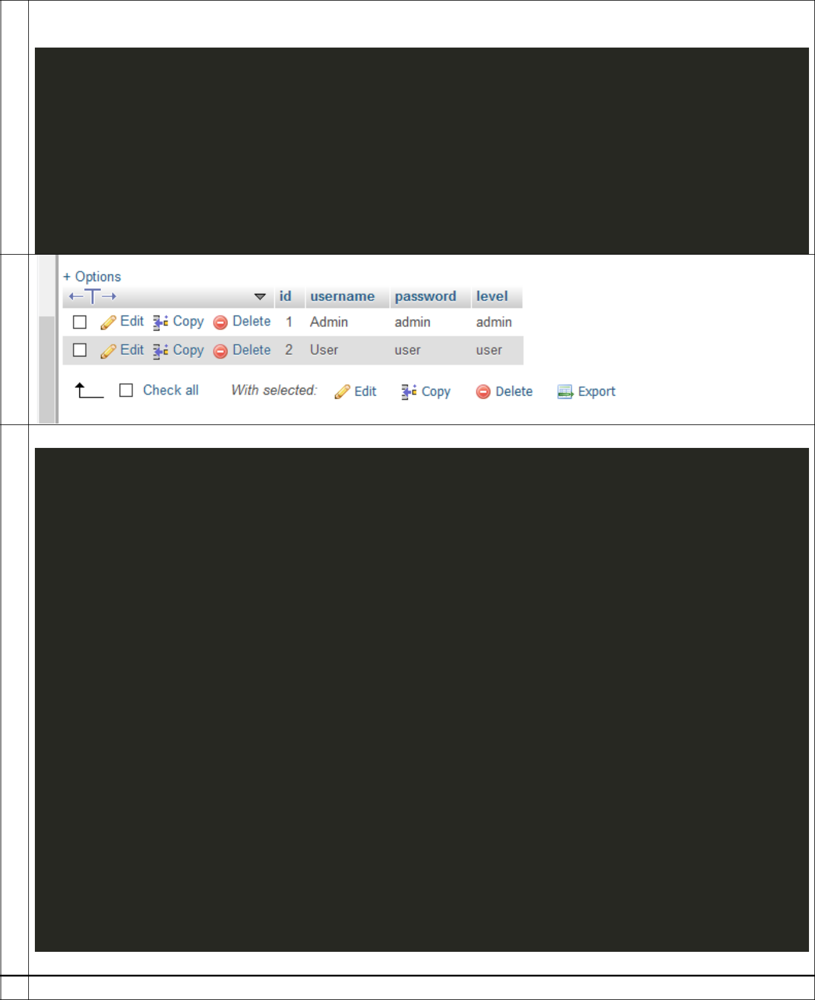 + Options
id username password level
Edit Copy Delete 1 Admin admin admin
Edit Copy Delete 2 User user user
Check all With selected: Edit Copy Delete Export